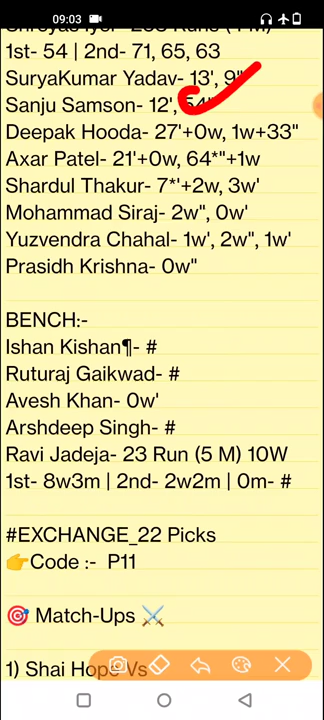 09:03
1st- 54 | 2nd- 71, 65, 63
SuryaKumar Yadav- 13', 9"
Sanju Samson- 12', 54"
Deepak Hooda- 27'+0w, 1w+33"
Axar Patel- 21'+0w, 64*"+1w
Shardul Thakur- 7*'+2w, 3w'
Mohammad Siraj- 2w", 0w'
Yuzvendra Chahal- 1w', 2w", 1w'
Prasidh Krishna- 0w"
BENCH:-
Ishan Kishan¶- #
Ruturaj Gaikwad- #
Avesh Khan- 0w'
Arshdeep Singh- #
Ravi Jadeja- 23 Run (5 M) 10W
1st- 8w3m | 2nd- 2w2m | 0m- #
#EXCHANGE_22 Picks
👉Code :- P11
🎯 Match-Ups ⚔️
1) Shai Hope Vs